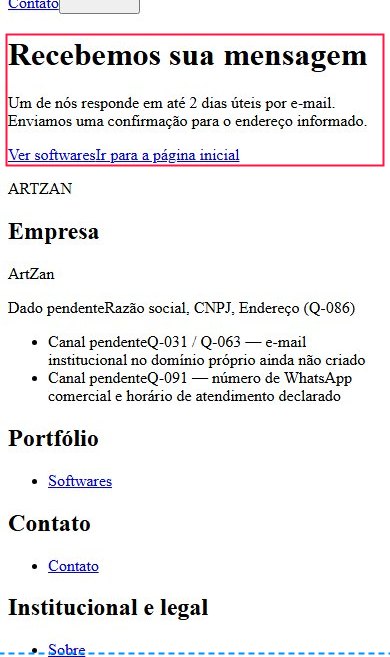 Contato
Recebemos sua mensagem
Um de nós responde em até 2 dias úteis por e-mail.
Enviamos uma confirmação para o endereço informado.
Ver softwaresIr para a página inicial
ARTZAN
Empresa
ArtZan
Dado pendenteRazão social, CNPJ, Endereço (Q-086)
Canal pendenteQ-031 / Q-063 — e-mail
institucional no domínio próprio ainda não criado
Canal pendenteQ-091 — número de WhatsApp
comercial e horário de atendimento declarado
Portfólio
Softwares
Contato
Contato
Institucional e legal
Sobre